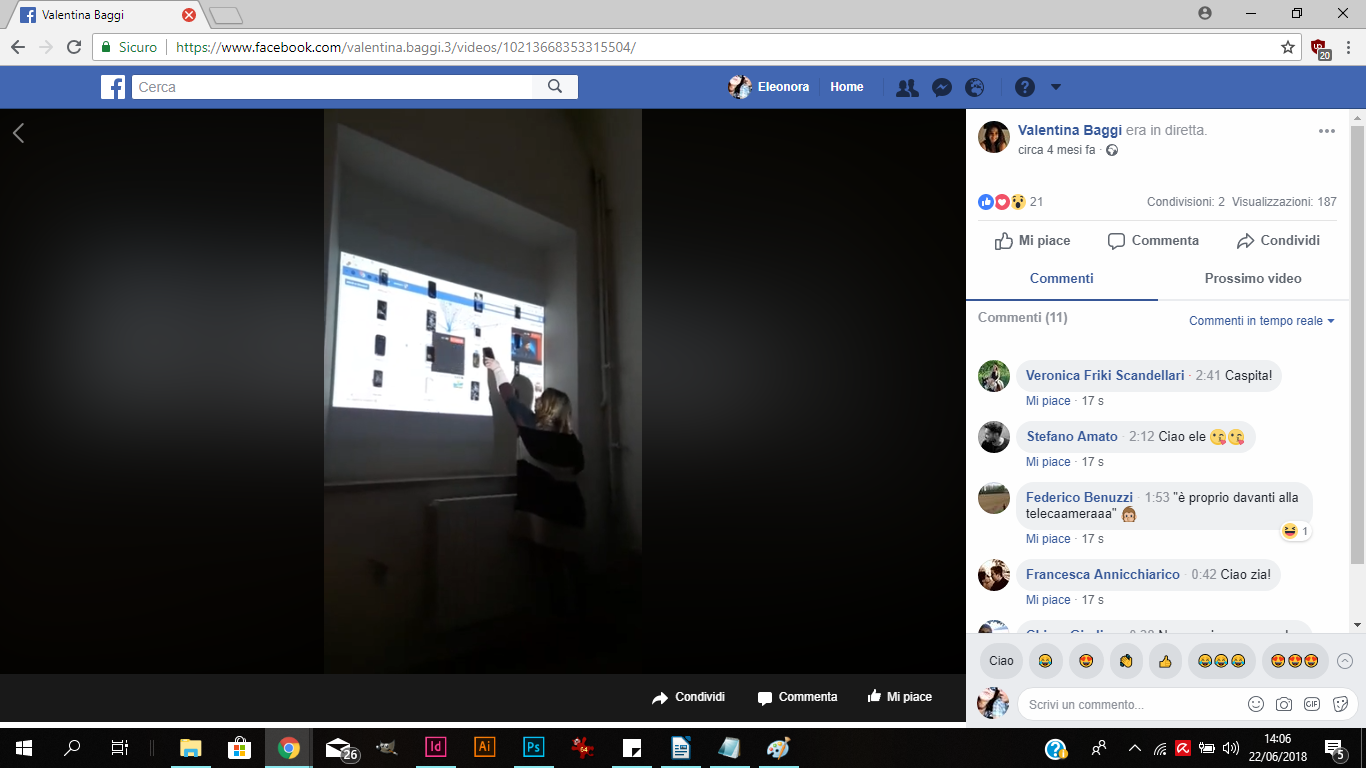 Valentina Baggi
Sicuro
https://www.facebook.com/valentina.baggi.3/videos/10213668353315504/
20
Cerca
Eleonora
Home
Valentina Baggi era in diretta.
circa 4 mesi fa ·
21
Condivisioni: 2 Visualizzazioni: 187
Mi piace
Commenta
Condividi
Commenti
Prossimo video
Commenti (11)
Commenti in tempo reale
Veronica Friki Scandellari · 2:41 Caspita!
Mi piace · 17 s
Stefano Amato · 2:12 Ciao ele
Mi piace · 17 s
Federico Benuzzi · 1:53 "è proprio davanti alla
telecaameraaa"
1
Mi piace · 17 s
Francesca Annicchiarico · 0:42 Ciao zia!
Mi piace · 17 s
Ciao
Scrivi un commento...
GIF
Condividi
Commenta
Mi piace
26
Id
Ai
Ps
64
14:06
22/06/2018
5